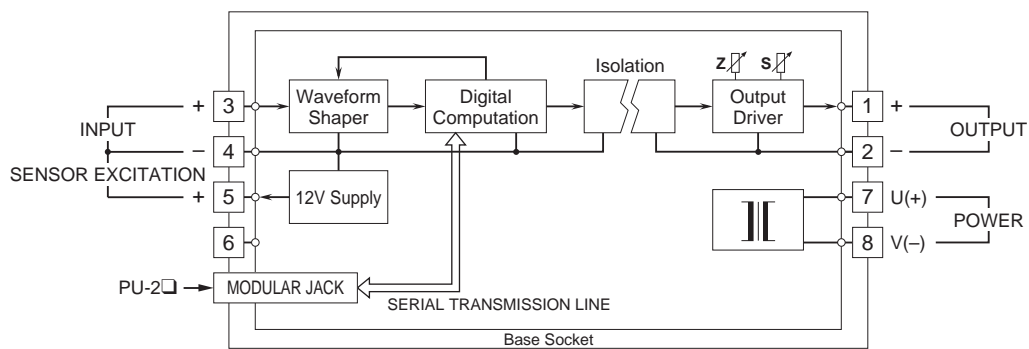 Isolation
Z S
Waveform
Shaper
Digital
Computation
Output
Driver
+ 3
INPUT
– 4
SENSOR EXCITATION
+ 5
12V Supply
6
1 +
OUTPUT
2 –
7 U(+)
POWER
8 V(–)
PU-2❏
MODULAR JACK
SERIAL TRANSMISSION LINE
Base Socket